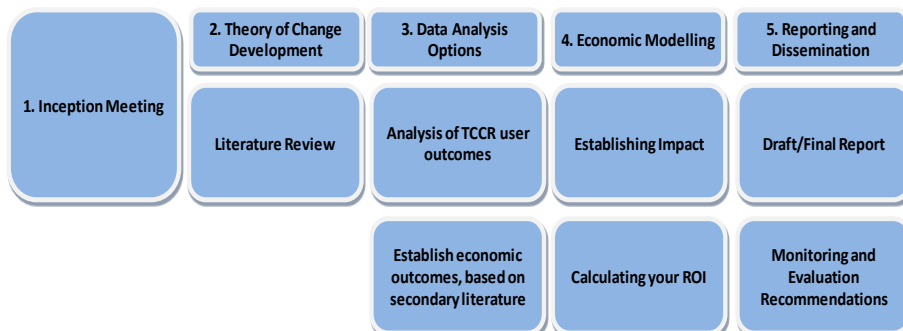 1. Inception Meeting
2. Theory of Change
Development
Literature Review
3. Data Analysis
Options
Analysis of TCCR user
outcomes
Establish economic
outcomes, based on
secondary literature
4. Economic Modelling
Establishing Impact
Calculating your ROI
5. Reporting and
Dissemination
Draft/Final Report
Monitoring and
Evaluation
Recommendations